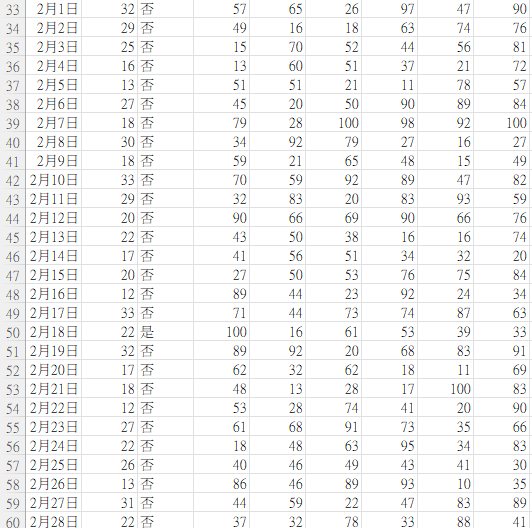 33 2月1日 32 否 57 65 26 97 47 90
34 2月2日 29 否 49 16 18 63 74 76
35 2月3日 25 否 15 70 52 44 56 81
36 2月4日 16 否 13 60 51 37 21 72
37 2月5日 13 否 51 51 21 11 78 57
38 2月6日 27 否 45 20 50 90 89 84
39 2月7日 18 否 79 28 100 98 92 100
40 2月8日 30 否 34 92 79 27 16 27
41 2月9日 18 否 59 21 65 48 15 49
42 2月10日 33 否 70 59 92 89 47 82
43 2月11日 29 否 32 83 20 83 93 59
44 2月12日 20 否 90 66 69 90 66 76
45 2月13日 22 否 43 50 38 16 16 74
46 2月14日 17 否 41 56 51 34 32 20
47 2月15日 20 否 27 50 53 76 75 84
48 2月16日 12 否 89 44 23 92 24 34
49 2月17日 33 否 71 44 73 74 87 63
50 2月18日 22 是 100 16 61 53 39 33
51 2月19日 32 否 89 92 20 68 83 91
52 2月20日 17 否 62 32 62 18 11 69
53 2月21日 18 否 48 13 28 17 100 83
54 2月22日 12 否 53 28 74 41 20 90
55 2月23日 27 否 61 68 91 73 35 66
56 2月24日 22 否 18 48 63 95 34 83
57 2月25日 26 否 40 46 49 43 41 30
58 2月26日 13 否 86 46 89 93 10 35
59 2月27日 31 否 44 59 22 47 83 89
60 2月28日 22 否 37 32 78 33 88 41